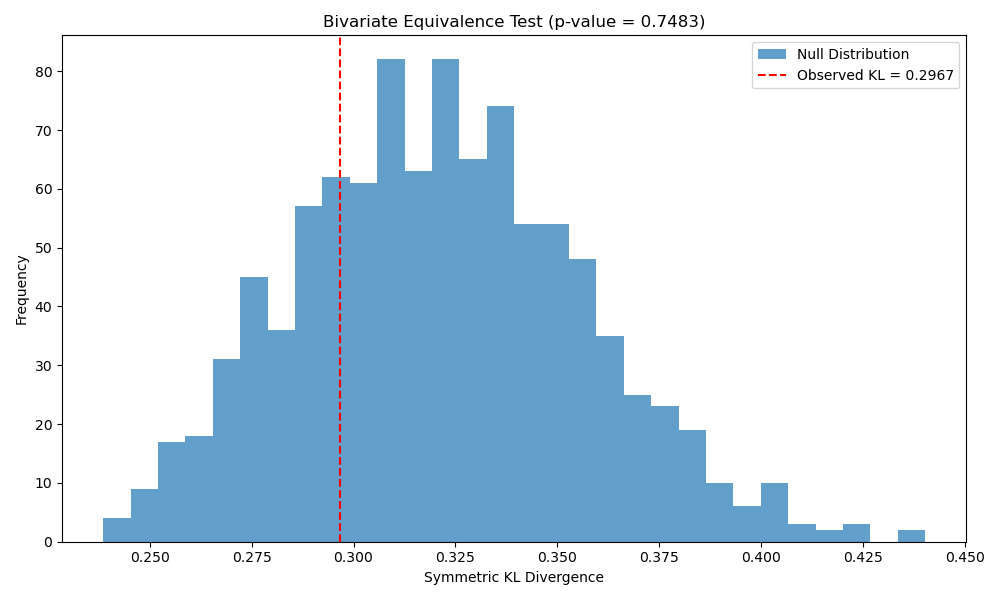 Bivariate Equivalence Test (p-value = 0.7483)
Null Distribution
Observed KL = 0.2967
Frequency
80
70
60
50
40
30
20
10
0
0.250 0.275 0.300 0.325 0.350 0.375 0.400 0.425 0.450
Symmetric KL Divergence